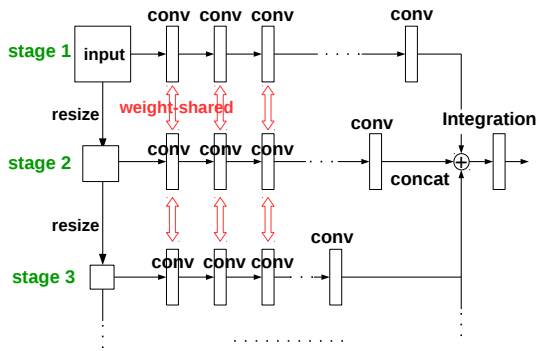 conv conv conv conv
stage 1 input
resize weight-shared
Integration
conv
conv conv conv
stage 2
concat
resize
conv
conv conv conv
stage 3